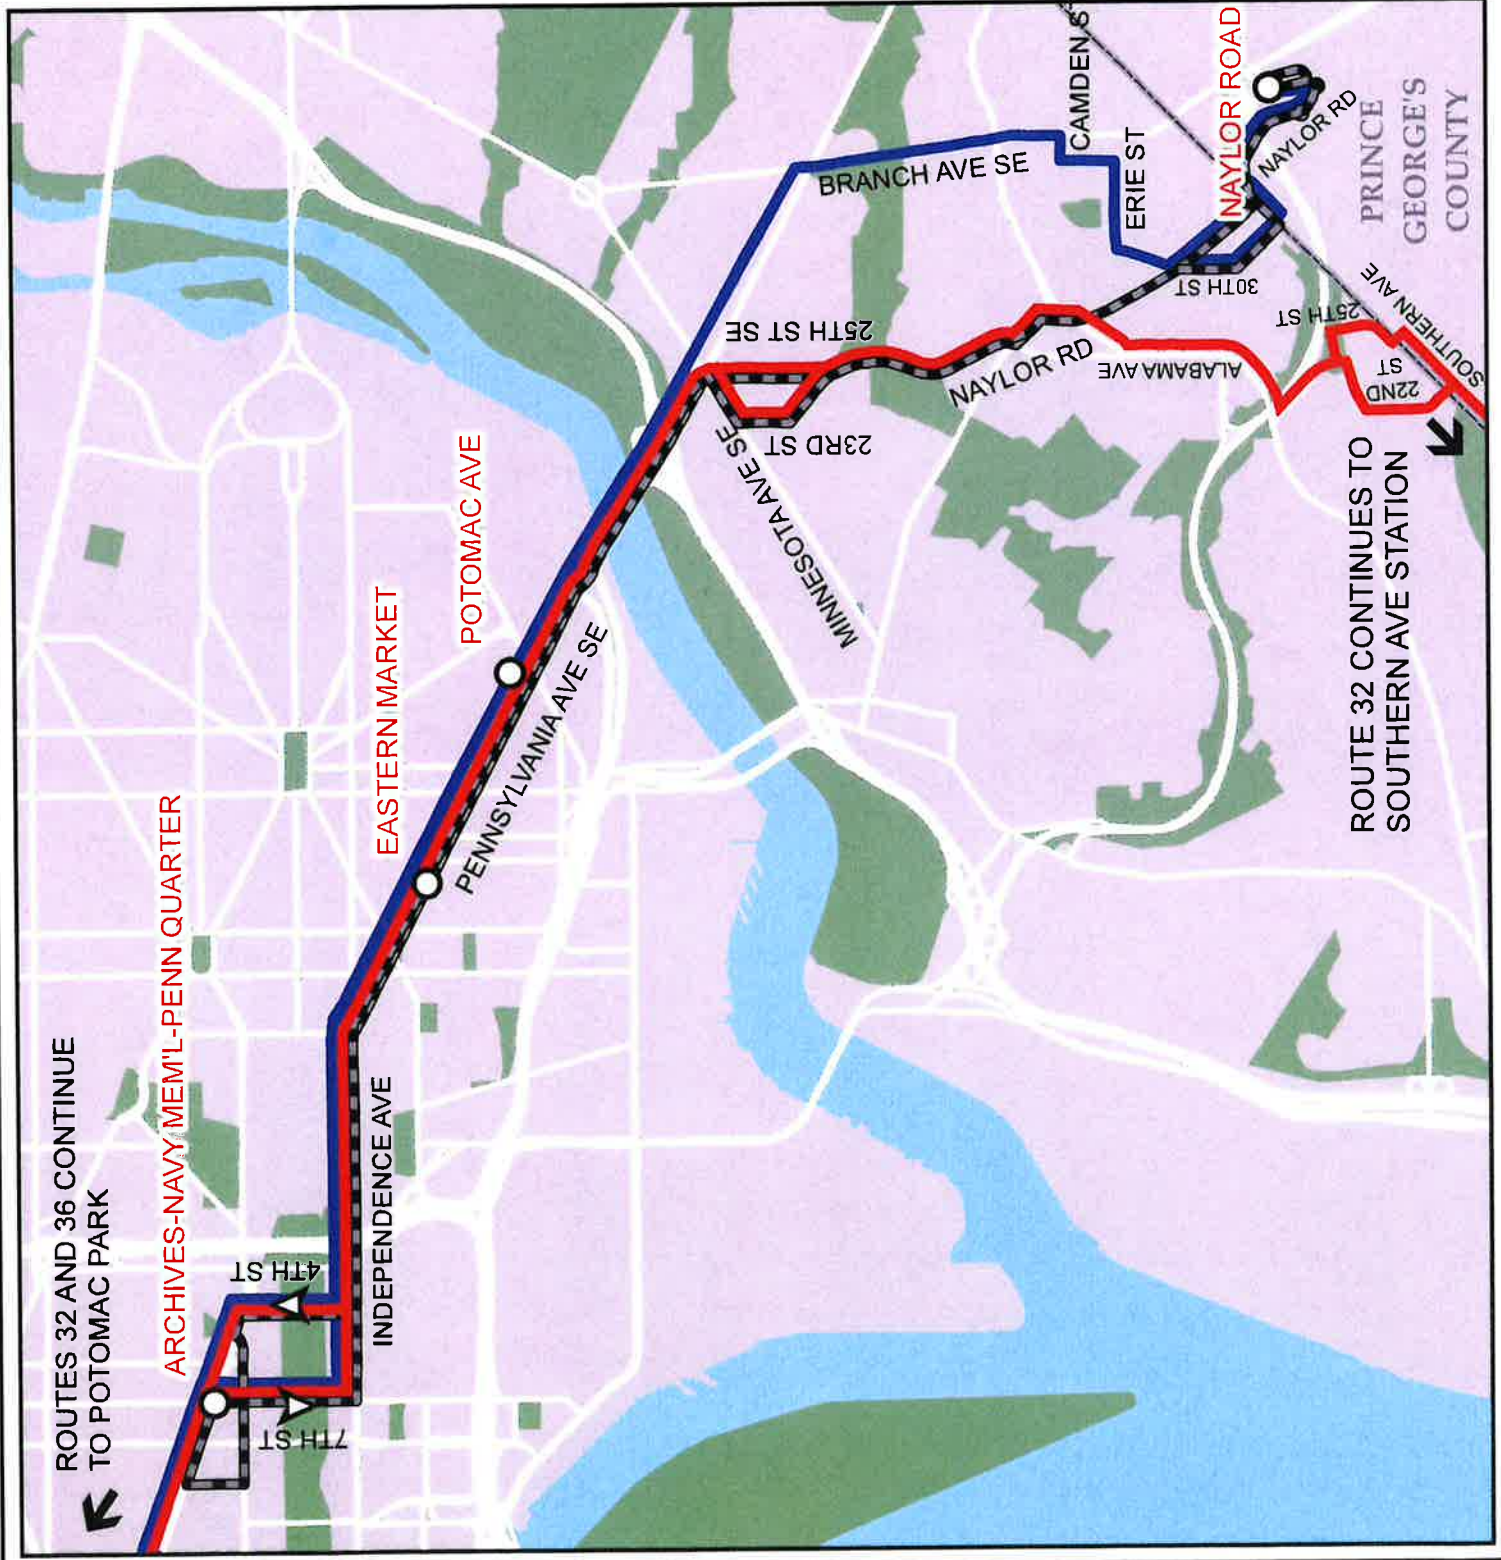 ROUTES 32 AND 36 CONTINUE
TO POTOMAC PARK
ARCHIVES-NAVY MEM'L-PENN QUARTER
4TH ST
7TH ST
INDEPENDENCE AVE
EASTERN MARKET
POTOMAC AVE
PENNSYLVANIA AVE SE
MINNESOTA AVE SE
23RD ST
25TH ST SE
BRANCH AVE SE
CAMDEN S
ERIE ST
NAYLOR ROAD
NAYLOR RD
30TH ST
NAYLOR RD
ALABAMA AVE
25TH ST
22ND
ST
SOUTHERN AVE
PRINCE
GEORGE'S
COUNTY
ROUTE 32 CONTINUES TO
SOUTHERN AVE STATION